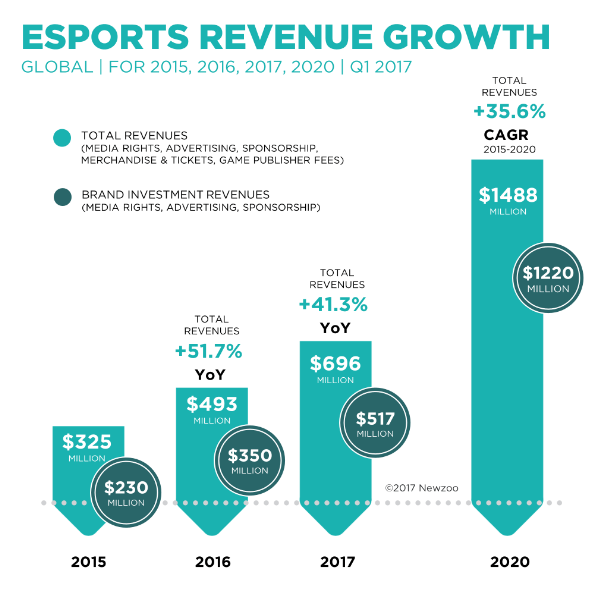 ESPORTS REVENUE GROWTH
GLOBAL | FOR 2015, 2016, 2017, 2020 | Q1 2017
TOTAL REVENUES
(MEDIA RIGHTS, ADVERTISING, SPONSORSHIP,
MERCHANDISE & TICKETS, GAME PUBLISHER FEES)
BRAND INVESTMENT REVENUES
(MEDIA RIGHTS, ADVERTISING, SPONSORSHIP)
$325
MILLION
$230
MILLION
TOTAL
REVENUES
+51.7%
YoY
$493
MILLION
$350
MILLION
TOTAL
REVENUES
+41.3%
YoY
$696
MILLION
$517
MILLION
TOTAL
REVENUES
+35.6%
CAGR
2015-2020
$1488
MILLION
$1220
MILLION
©2017 Newzoo
2015
2016
2017
2020